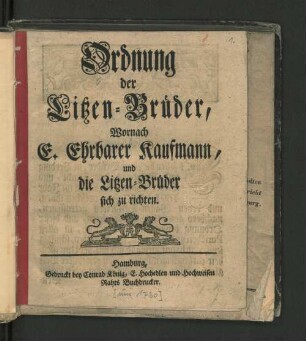 Ordnung
der
Litzen-Brüder,
Wornach
E. Ehrbarer Kaufmann,
und
die Litzen-Brüder
sich zu richten.
Hamburg,
Gedruckt bey Conrad König, E. Hochedlen und Hochweisen
Rahts Buchdrucker.